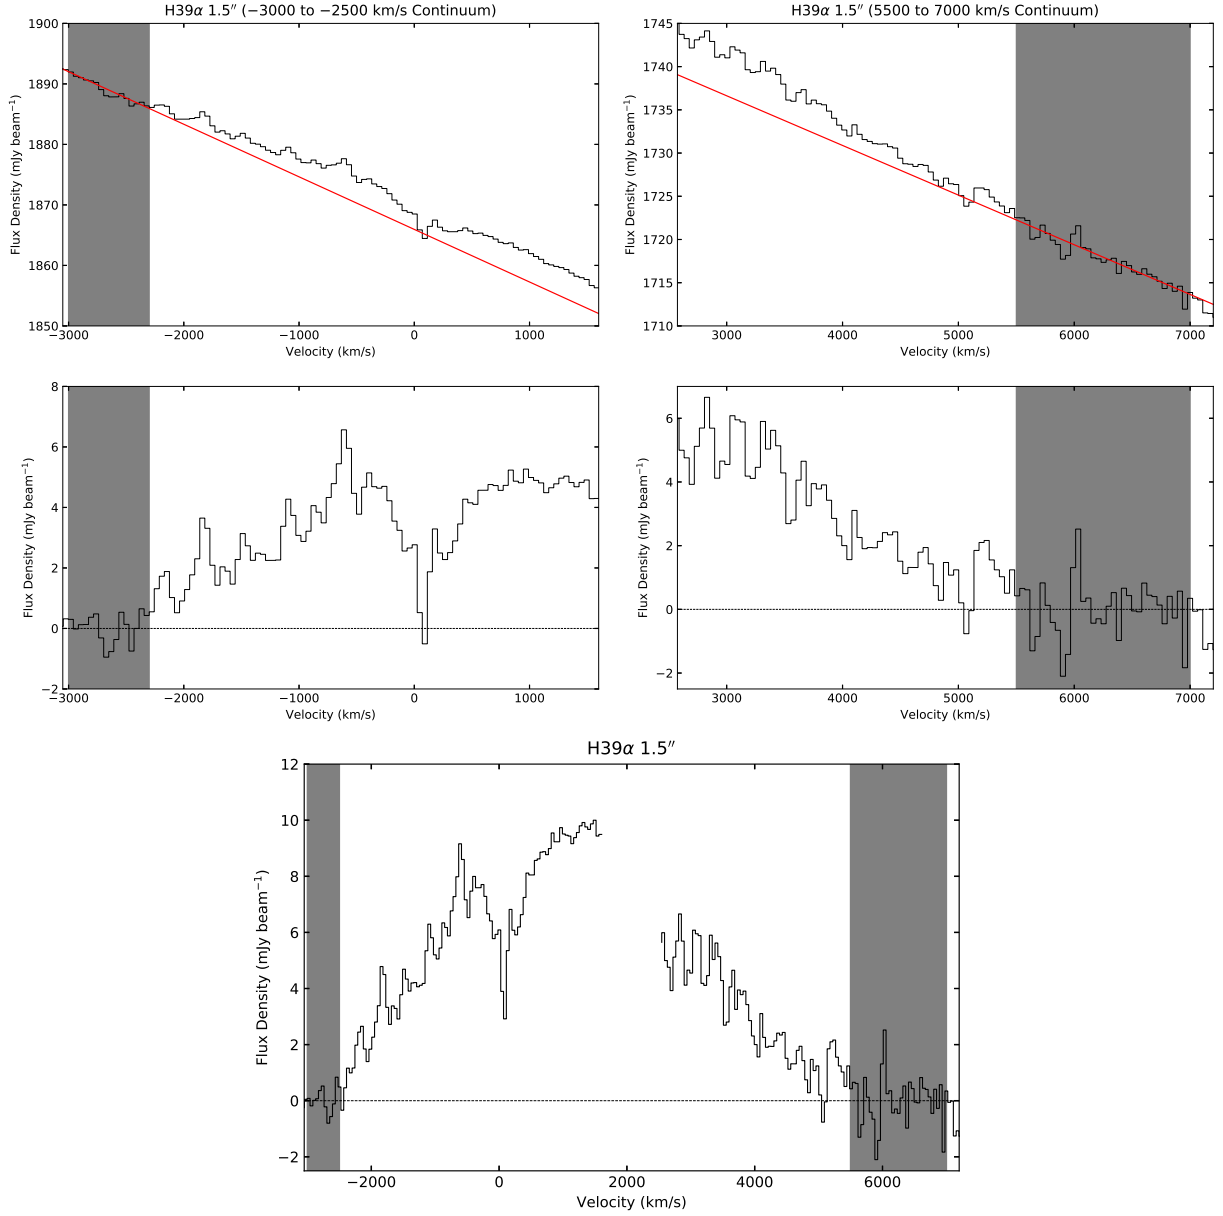 H39α 1.5″ (−3000 to −2500 km/s Continuum)
1900
1890
1880
1870
1860
1850
Flux Density (mJy beam⁻¹)
−3000 −2000 −1000 0 1000
Velocity (km/s)
H39α 1.5″ (5500 to 7000 km/s Continuum)
1745
1740
1735
1730
1725
1720
1715
1710
Flux Density (mJy beam⁻¹)
3000 4000 5000 6000 7000
Velocity (km/s)
8
6
4
2
0
−2
Flux Density (mJy beam⁻¹)
−3000 −2000 −1000 0 1000
Velocity (km/s)
6
4
2
0
−2
Flux Density (mJy beam⁻¹)
3000 4000 5000 6000 7000
Velocity (km/s)
H39α 1.5″
12
10
8
6
4
2
0
−2
Flux Density (mJy beam⁻¹)
−2000 0 2000 4000 6000
Velocity (km/s)